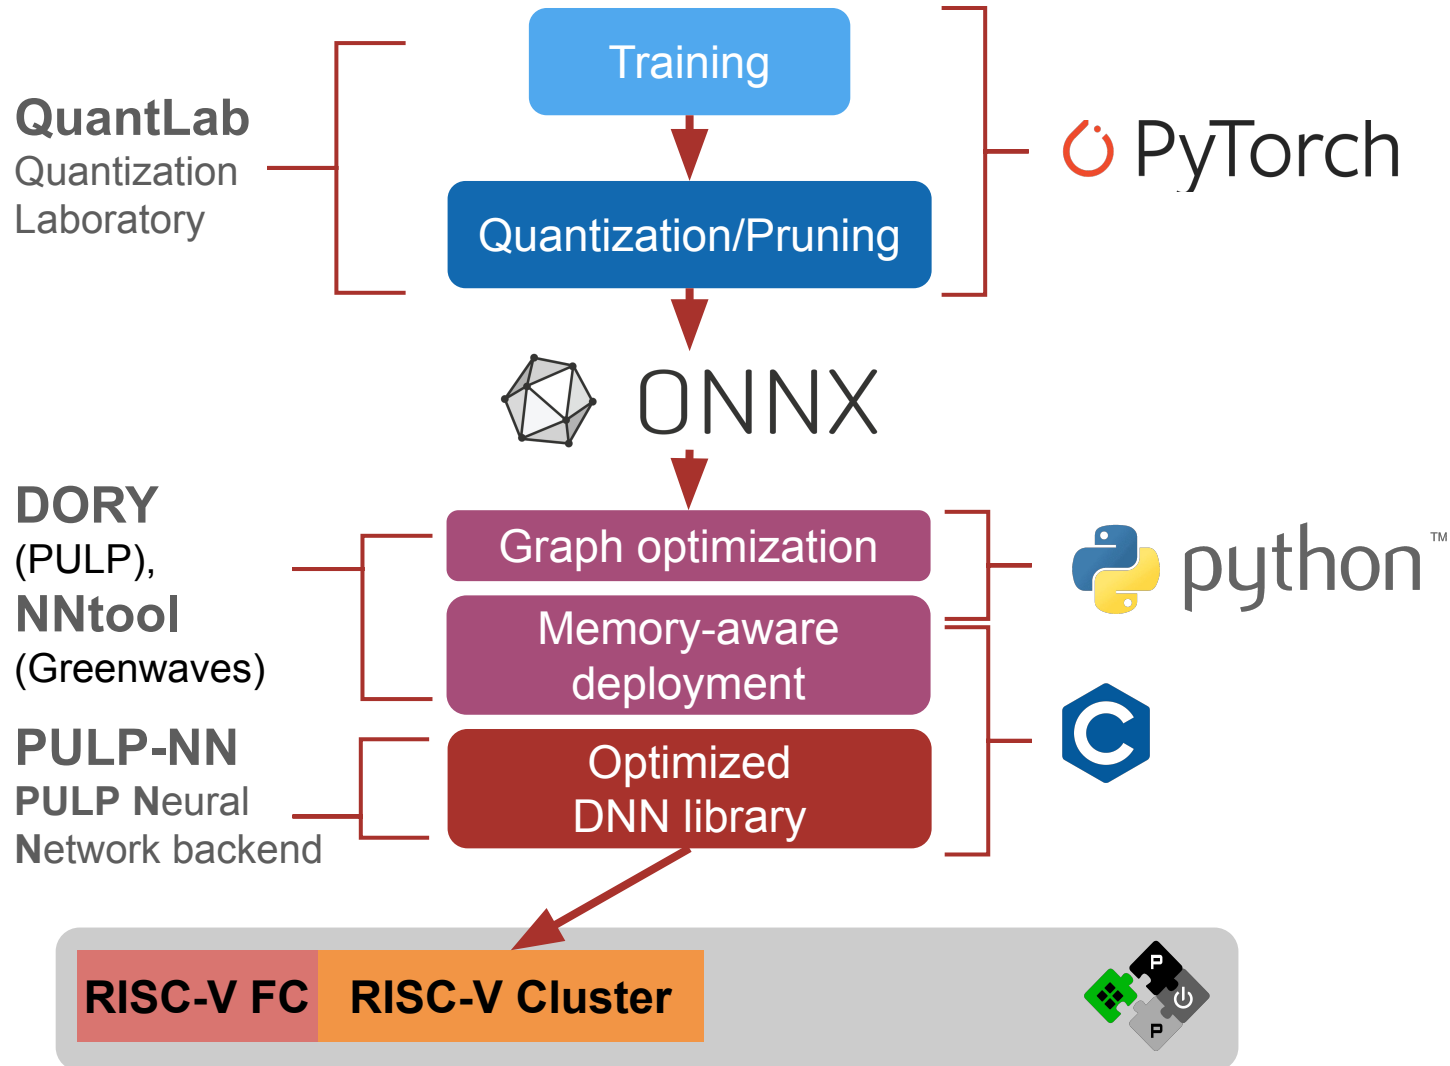 Training
QuantLab
Quantization
Laboratory
PyTorch
Quantization/Pruning
ONNX
DORY
(PULP),
NNtool
(Greenwaves)
Graph optimization
python™
Memory-aware
deployment
C
PULP-NN
PULP Neural
Network backend
Optimized
DNN library
RISC-V FC
RISC-V Cluster
P
P